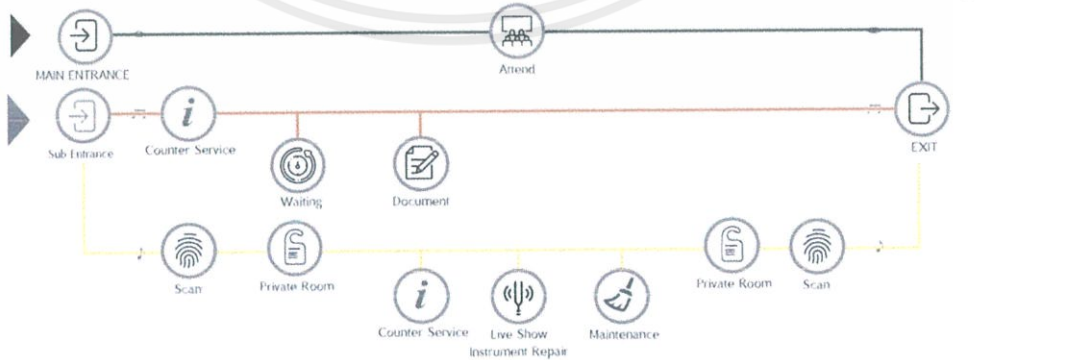 Attend
MAIN ENTRANCE
Sub Entrance
Counter Service
EXIT
Waiting
Document
Scan
Private Room
Private Room
Scan
Counter Service
Live Show
Instrument Repair
Maintenance